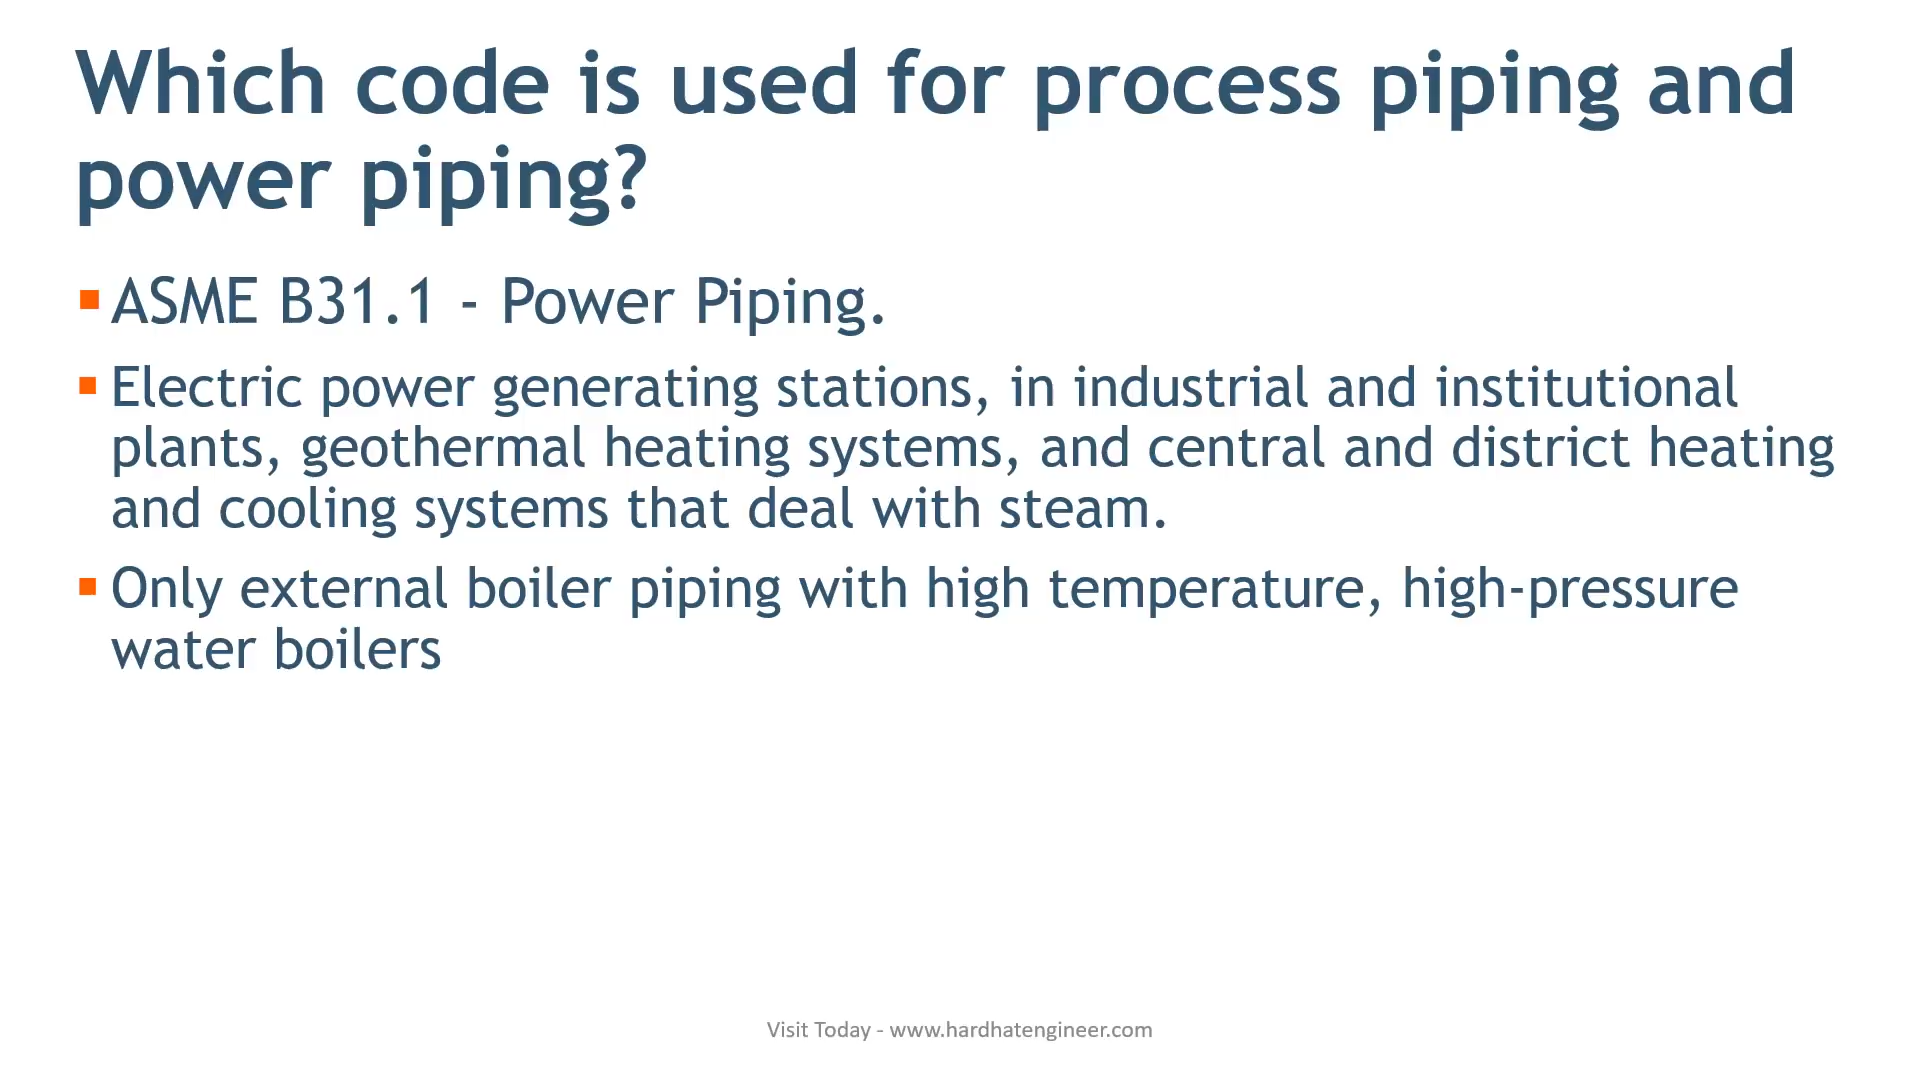 Which code is used for process piping and
power piping?
ASME B31.1 - Power Piping.
Electric power generating stations, in industrial and institutional
plants, geothermal heating systems, and central and district heating
and cooling systems that deal with steam.
Only external boiler piping with high temperature, high-pressure
water boilers
Visit Today - www.hardhatengineer.com